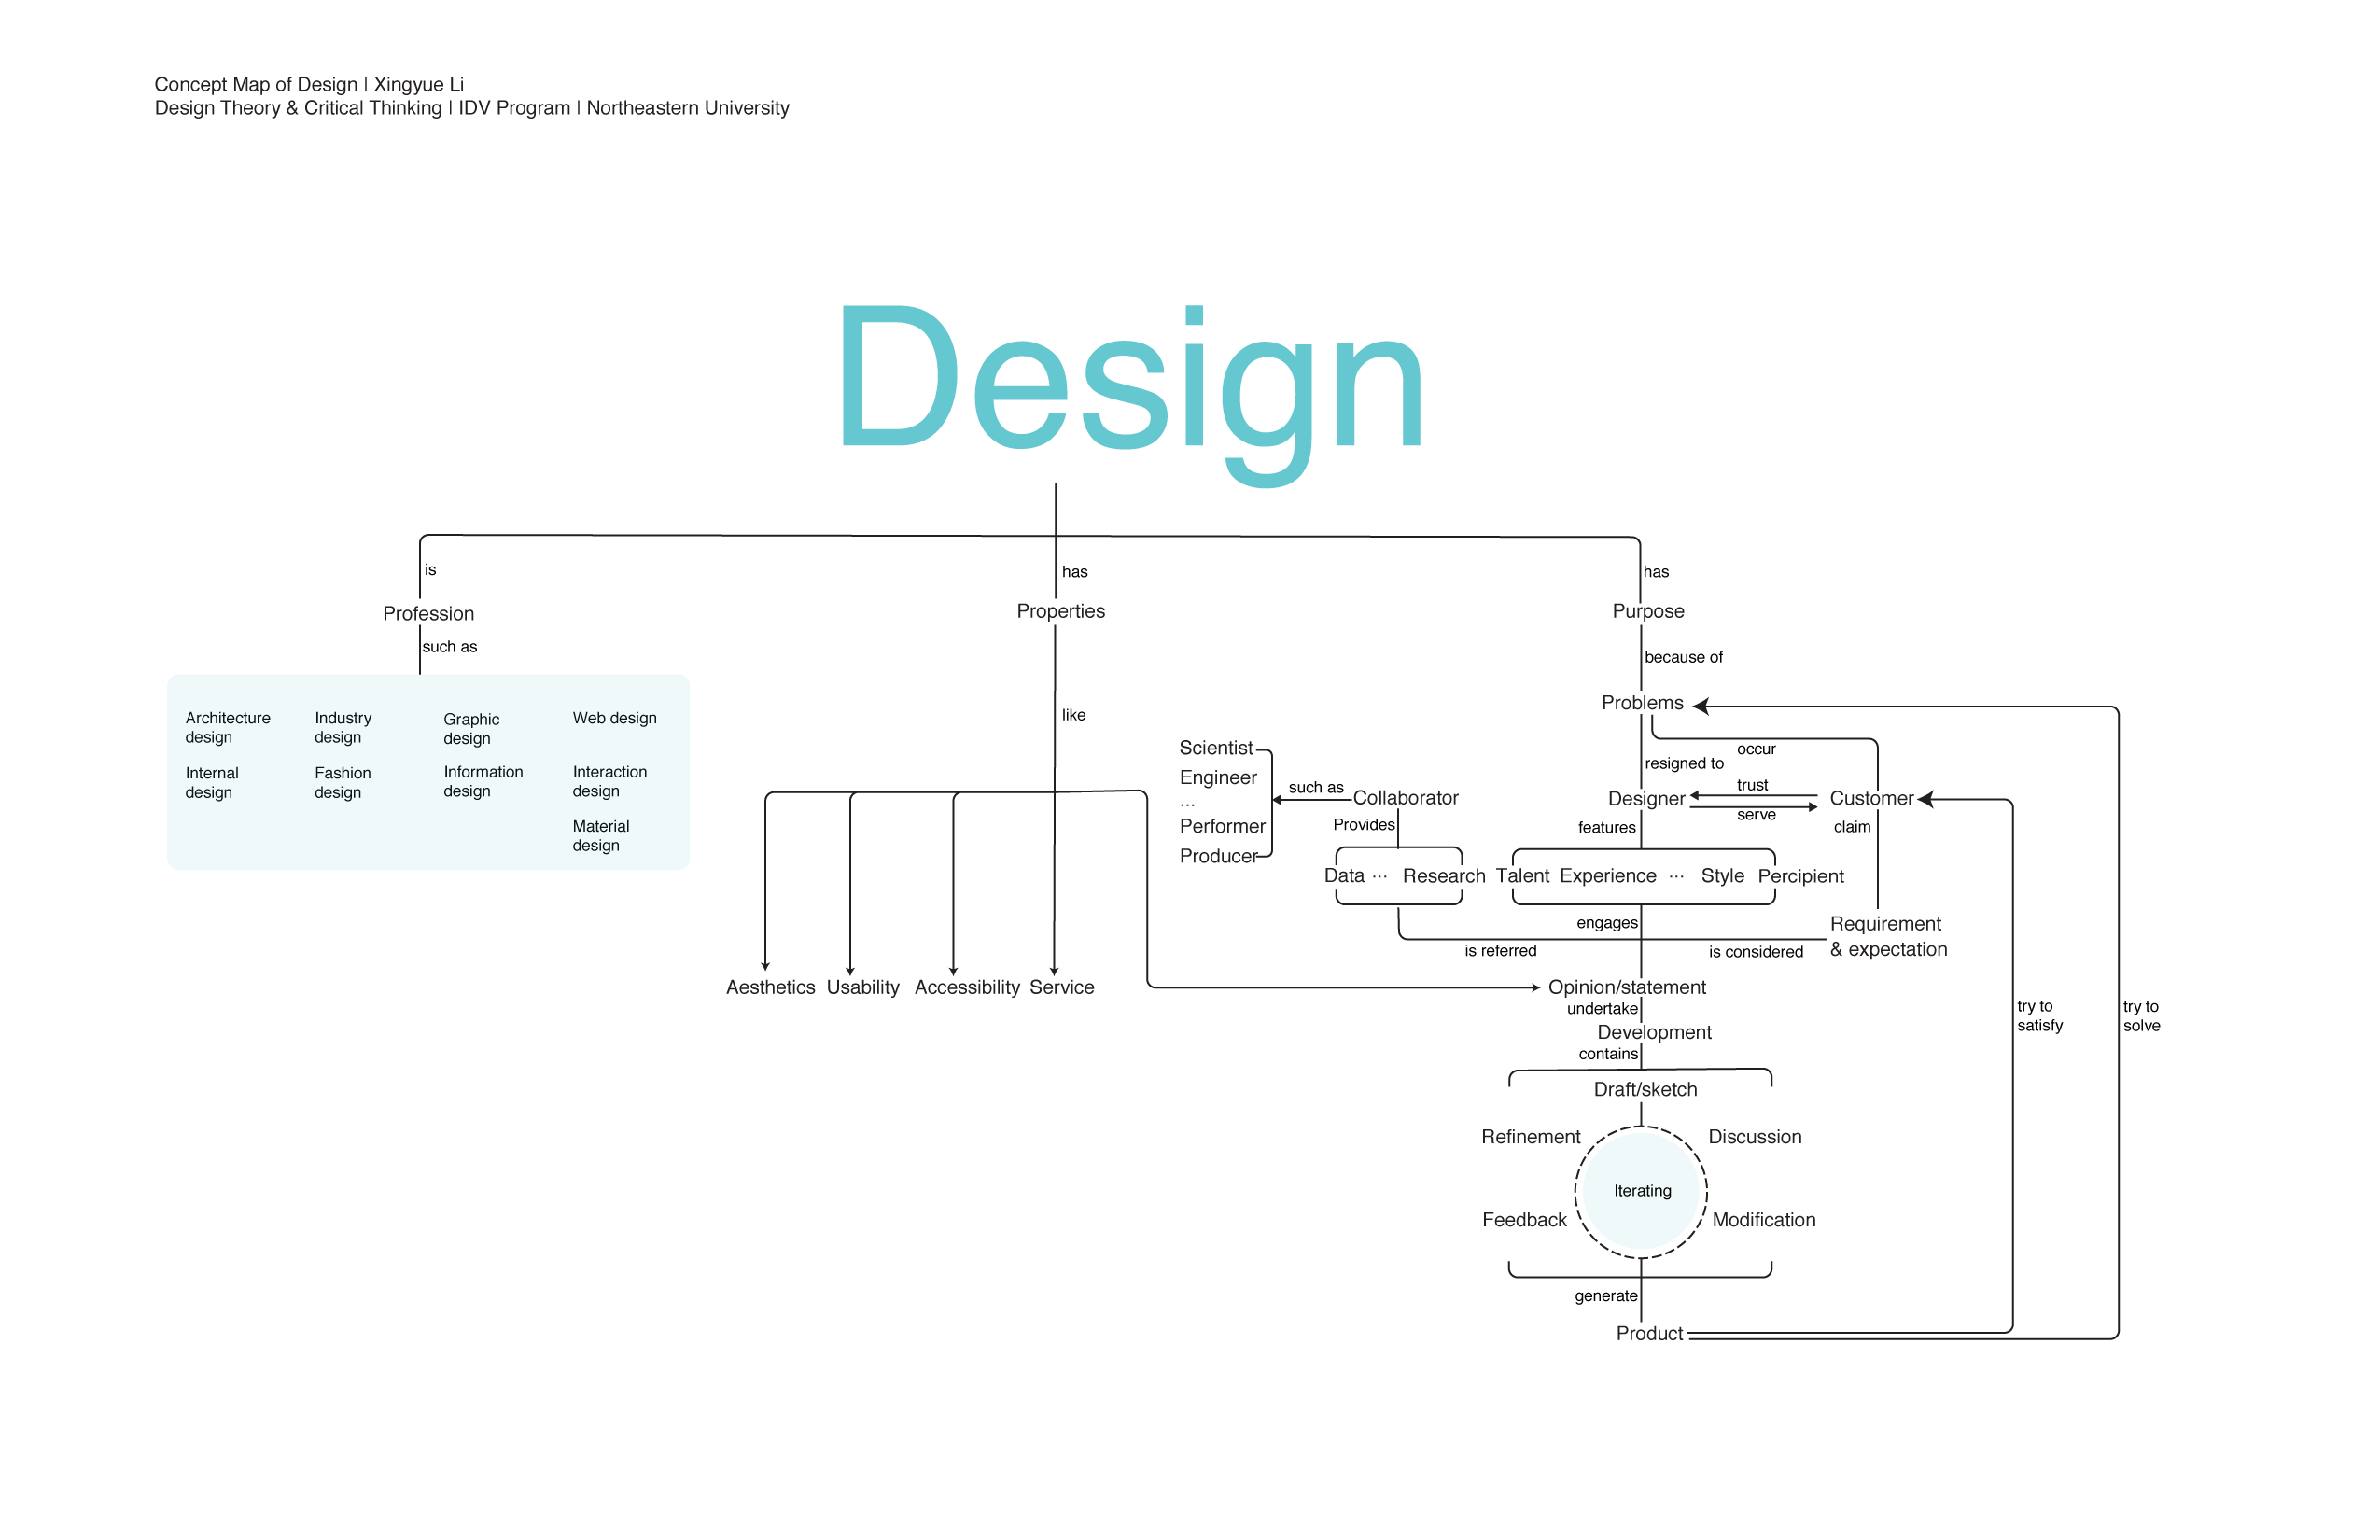 Concept Map of Design | Xingyue Li
Design Theory & Critical Thinking | IDV Program | Northeastern University
Design
is
has
has
Profession
Properties
Purpose
such as
because of
Architecture
design
Industry
design
Graphic
design
Web design
Internal
design
Fashion
design
Information
design
Interaction
design
Material
design
like
Aesthetics
Usability
Accessibility
Service
Problems
occur
resigned to
Scientist
Engineer
...
Performer
Producer
such as
Collaborator
Provides
Data ... Research
Designer
trust
serve
Customer
features
claim
Talent Experience ... Style Percipient
engages
Requirement
& expectation
is referred
is considered
Opinion/statement
undertake
Development
contains
Draft/sketch
Refinement
Discussion
Iterating
Feedback
Modification
generate
Product
try to
satisfy
try to
solve